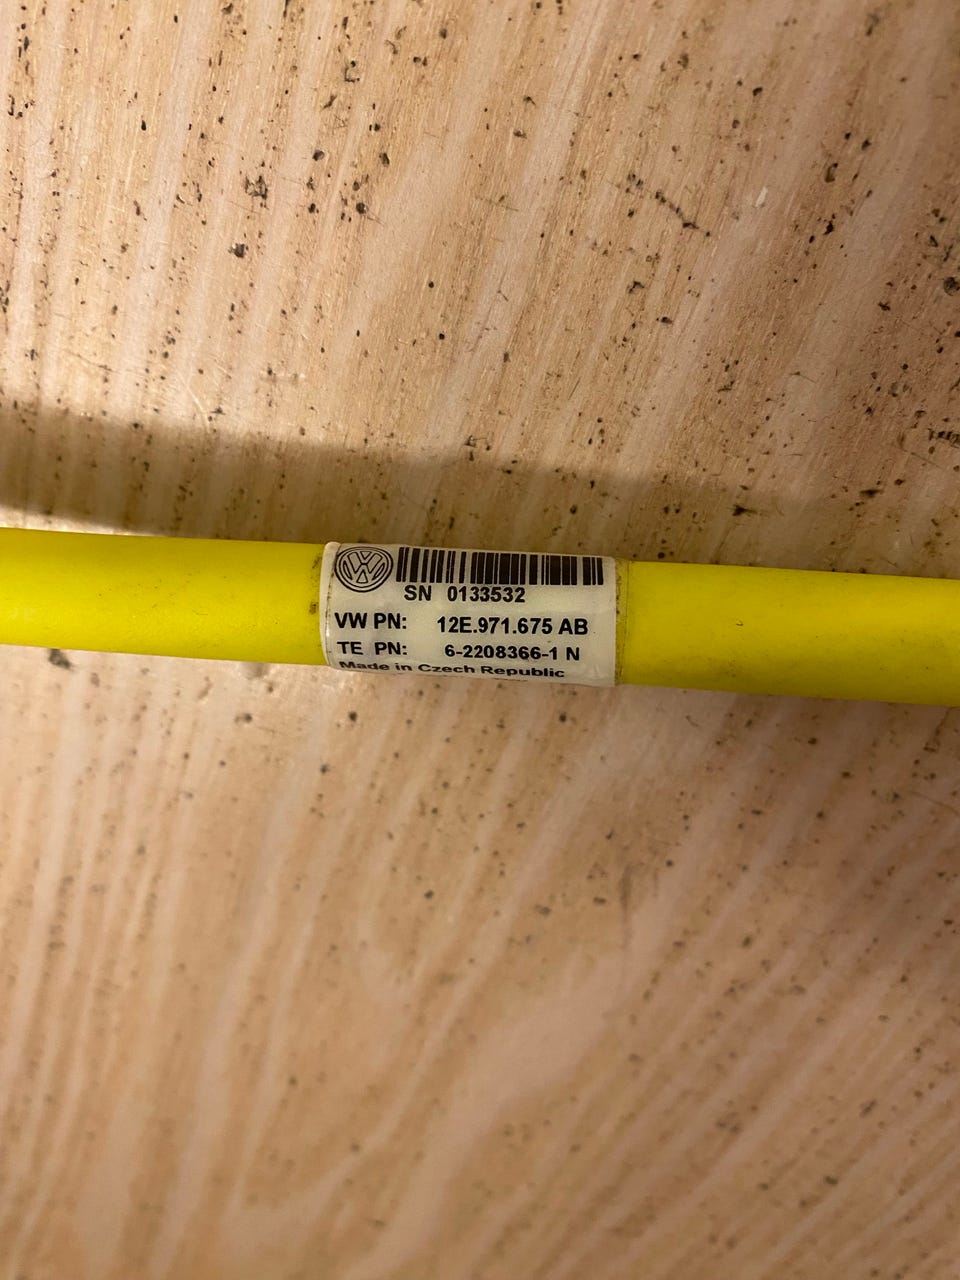 SN 0133532
VW PN: 12E.971.675 AB
TE PN: 6-2208366-1 N
Made in Czech Republic